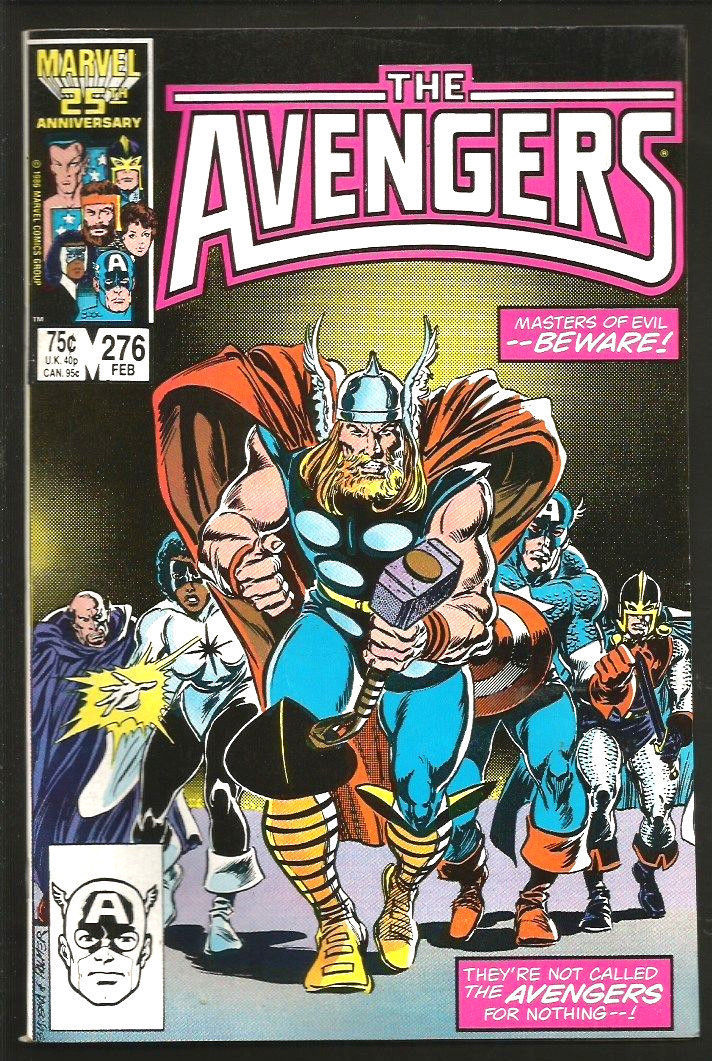 MARVEL
25TH
ANNIVERSARY
© 1986 MARVEL COMICS GROUP
TM
75¢
U.K. 40p
CAN. 95¢
M
276
FEB
THE
AVENGERS
®
MASTERS OF EVIL
--BEWARE!
A
A
A
THEY'RE NOT CALLED
THE AVENGERS
FOR NOTHING--!